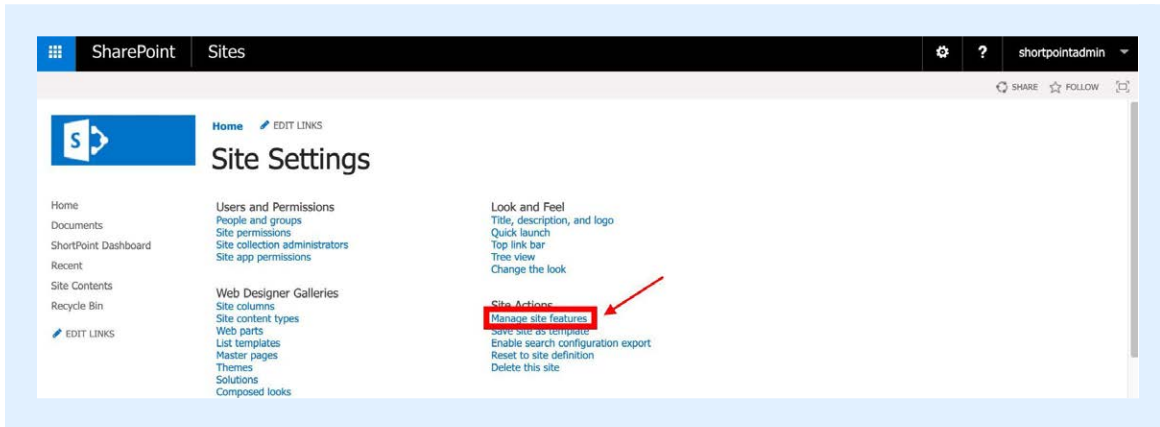 SharePoint Sites ? shortpointadmin
SHARE FOLLOW
S
Home EDIT LINKS
Site Settings
Home
Documents
ShortPoint Dashboard
Recent
Site Contents
Recycle Bin
EDIT LINKS
Users and Permissions
People and groups
Site permissions
Site collection administrators
Site app permissions
Web Designer Galleries
Site columns
Site content types
Web parts
List templates
Master pages
Themes
Solutions
Composed looks
Look and Feel
Title, description, and logo
Quick launch
Top link bar
Tree view
Change the look
Site Actions
Manage site features
Save site as template
Enable search configuration export
Reset to site definition
Delete this site